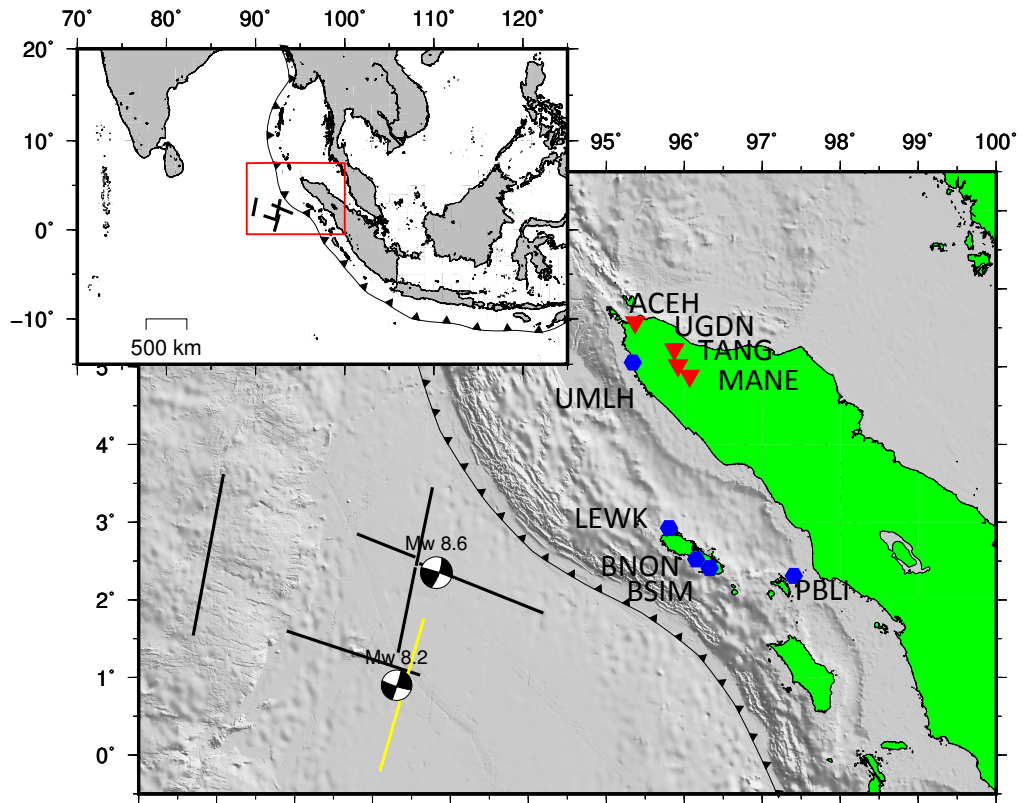 70˚ 80˚ 90˚ 100˚ 110˚ 120˚
20˚
10˚
0˚
−10˚
500 km
95˚ 96˚ 97˚ 98˚ 99˚ 100˚
ACEH
UGDN
TANG
MANE
UMLH
5˚
4˚
3˚
2˚
1˚
0˚
LEWK
BNON
BSIM
PBLI
Mw 8.6
Mw 8.2